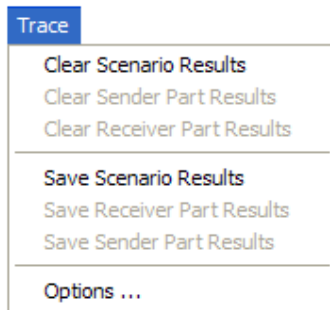 Trace
Clear Scenario Results
Clear Sender Part Results
Clear Receiver Part Results
Save Scenario Results
Save Receiver Part Results
Save Sender Part Results
Options ...